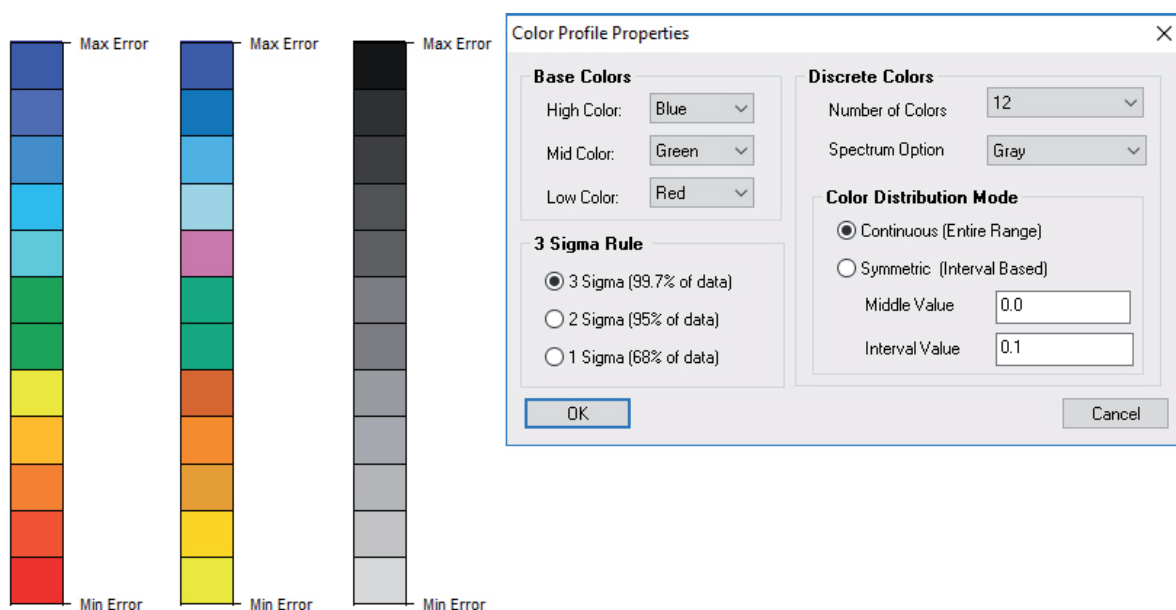 Max Error
Max Error
Max Error
Min Error
Min Error
Min Error
Color Profile Properties
Base Colors
High Color: Blue
Mid Color: Green
Low Color: Red
3 Sigma Rule
3 Sigma (99.7% of data)
2 Sigma (95% of data)
1 Sigma (68% of data)
Discrete Colors
Number of Colors 12
Spectrum Option Gray
Color Distribution Mode
Continuous (Entire Range)
Symmetric (Interval Based)
Middle Value 0.0
Interval Value 0.1
OK
Cancel